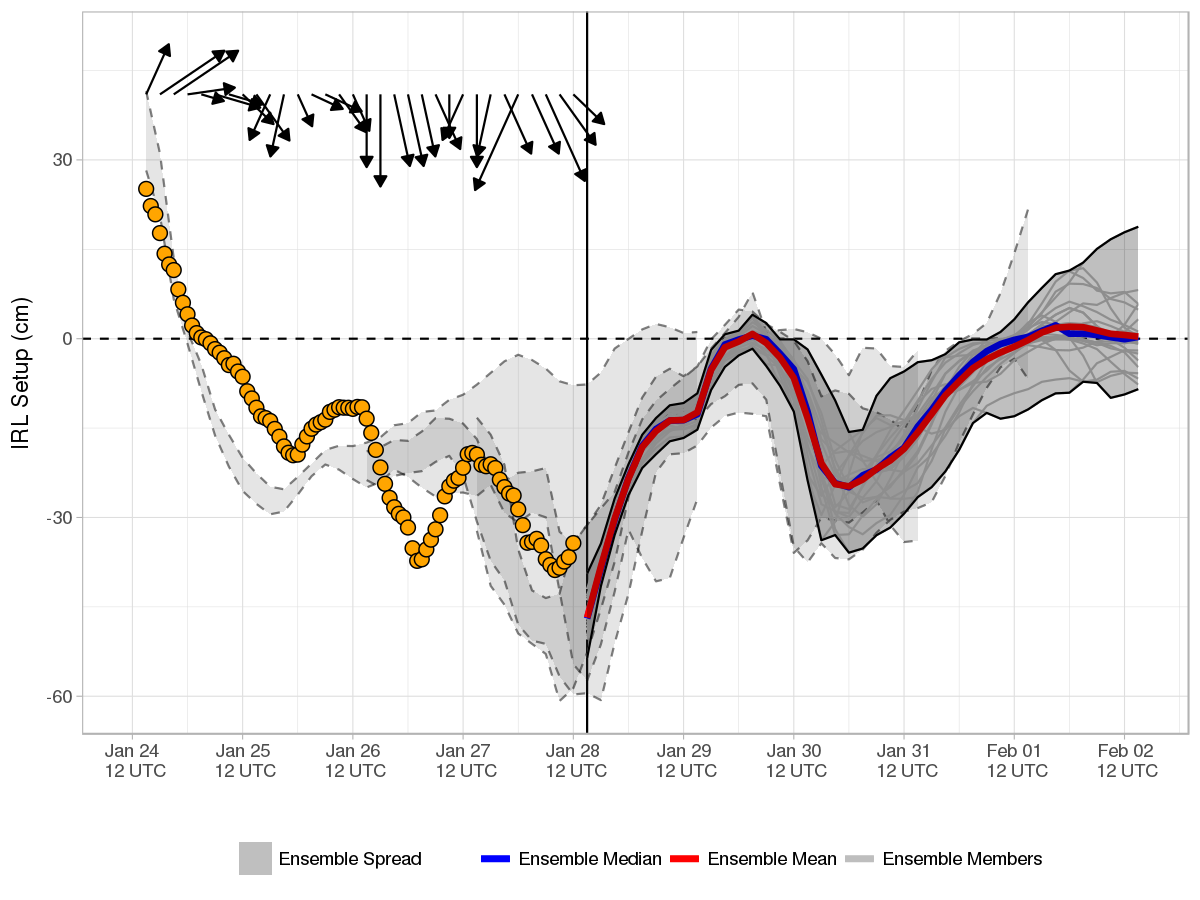 IRL Setup (cm)
30
0
-30
-60
Jan 24 Jan 25 Jan 26 Jan 27 Jan 28 Jan 29 Jan 30 Jan 31 Feb 01 Feb 02
12 UTC 12 UTC 12 UTC 12 UTC 12 UTC 12 UTC 12 UTC 12 UTC 12 UTC 12 UTC
Ensemble Spread Ensemble Median Ensemble Mean Ensemble Members